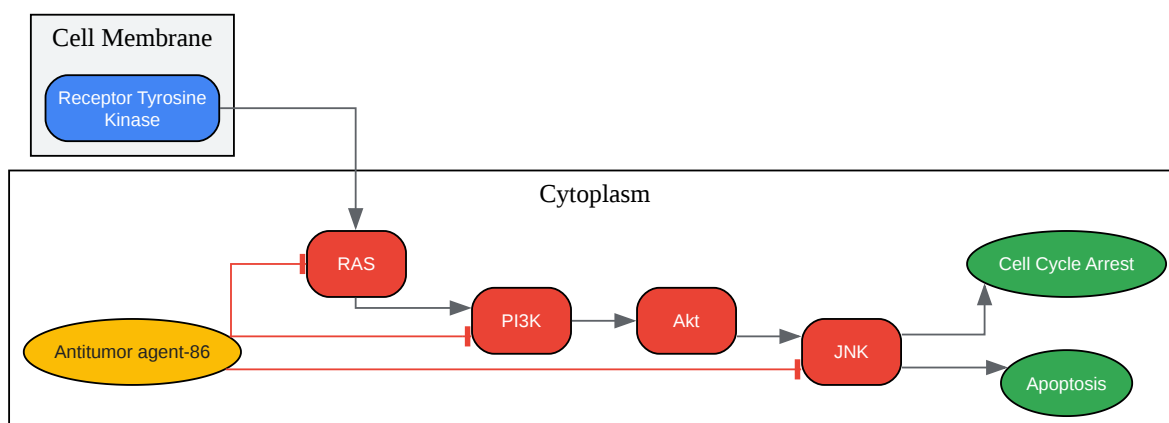 Cell Membrane
Receptor Tyrosine
Kinase
Cytoplasm
RAS
Cell Cycle Arrest
PI3K
Akt
JNK
Antitumor agent-86
Apoptosis